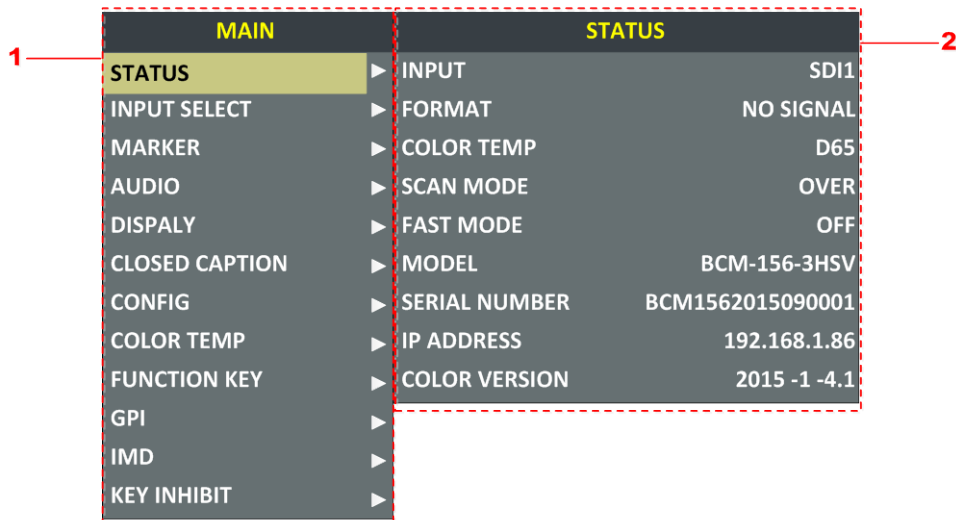 MAIN
1
STATUS
INPUT SELECT
MARKER
AUDIO
DISPALY
CLOSED CAPTION
CONFIG
COLOR TEMP
FUNCTION KEY
GPI
IMD
KEY INHIBIT
STATUS
2
INPUT SDI1
FORMAT NO SIGNAL
COLOR TEMP D65
SCAN MODE OVER
FAST MODE OFF
MODEL BCM-156-3HSV
SERIAL NUMBER BCM1562015090001
IP ADDRESS 192.168.1.86
COLOR VERSION 2015 -1 -4.1